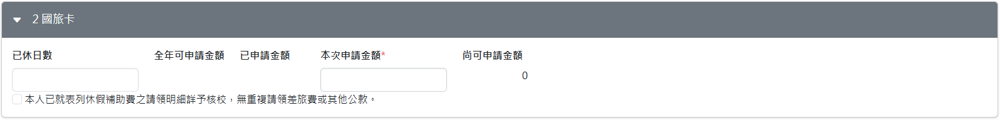 2 國旅卡
已休日數 全年可申請金額 已申請金額 本次申請金額* 尚可申請金額
0
本人已就表列休假補助費之請領明細詳予核校，無重複請領差旅費或其他公款。